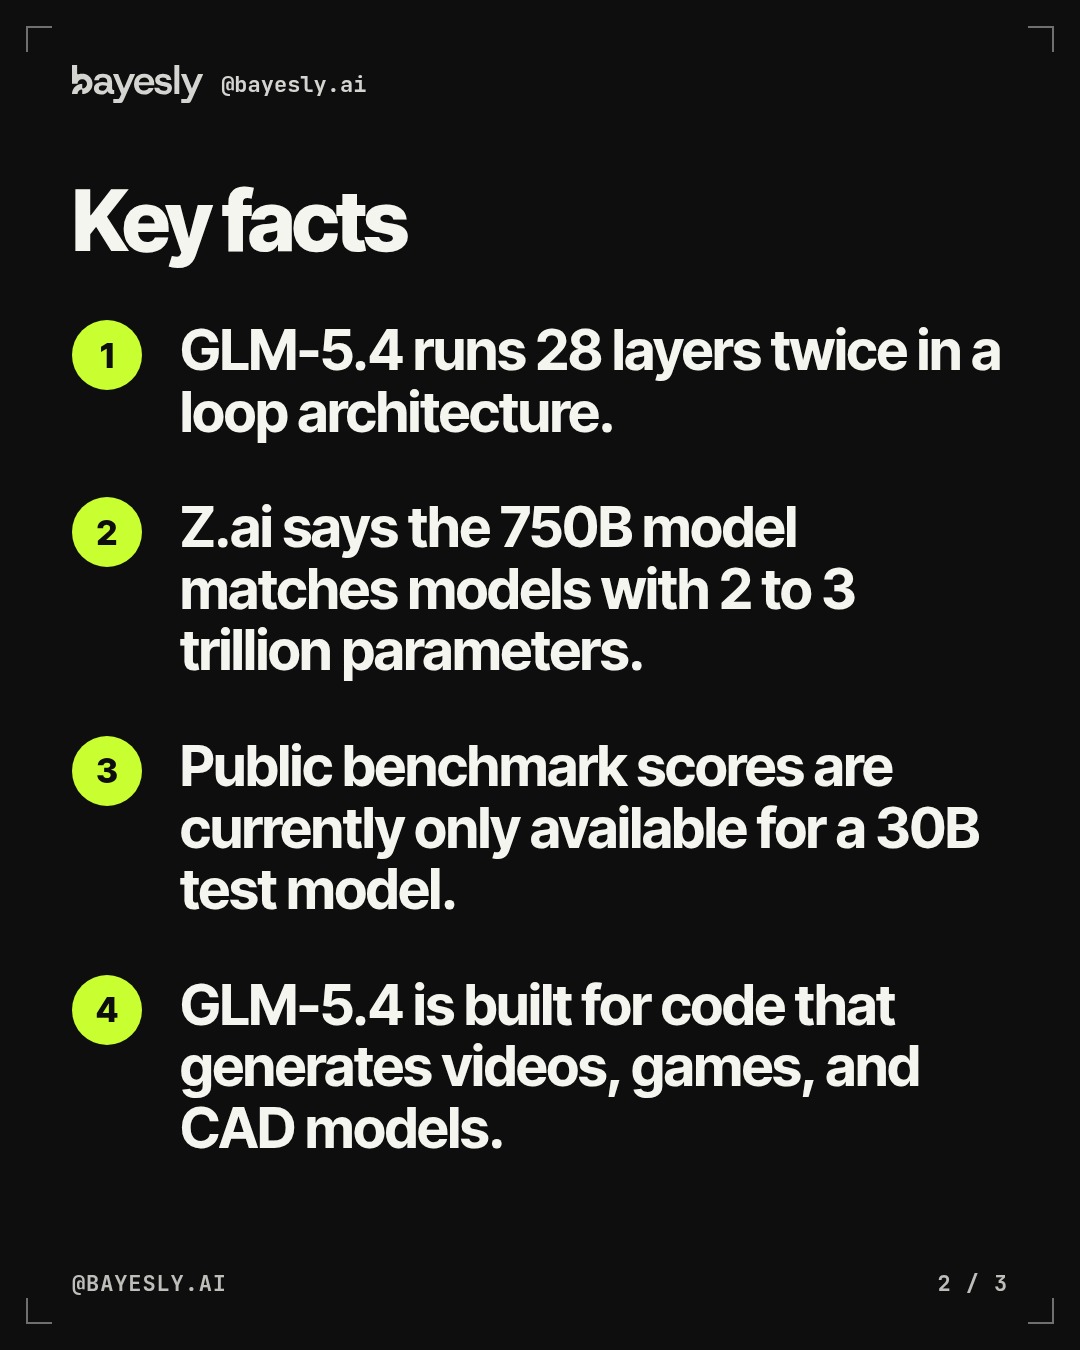 bayesly @bayesly.ai
Key facts
1 GLM-5.4 runs 28 layers twice in a
loop architecture.
2 Z.ai says the 750B model
matches models with 2 to 3
trillion parameters.
3 Public benchmark scores are
currently only available for a 30B
test model.
4 GLM-5.4 is built for code that
generates videos, games, and
CAD models.
@BAYESLY.AI 2 / 3